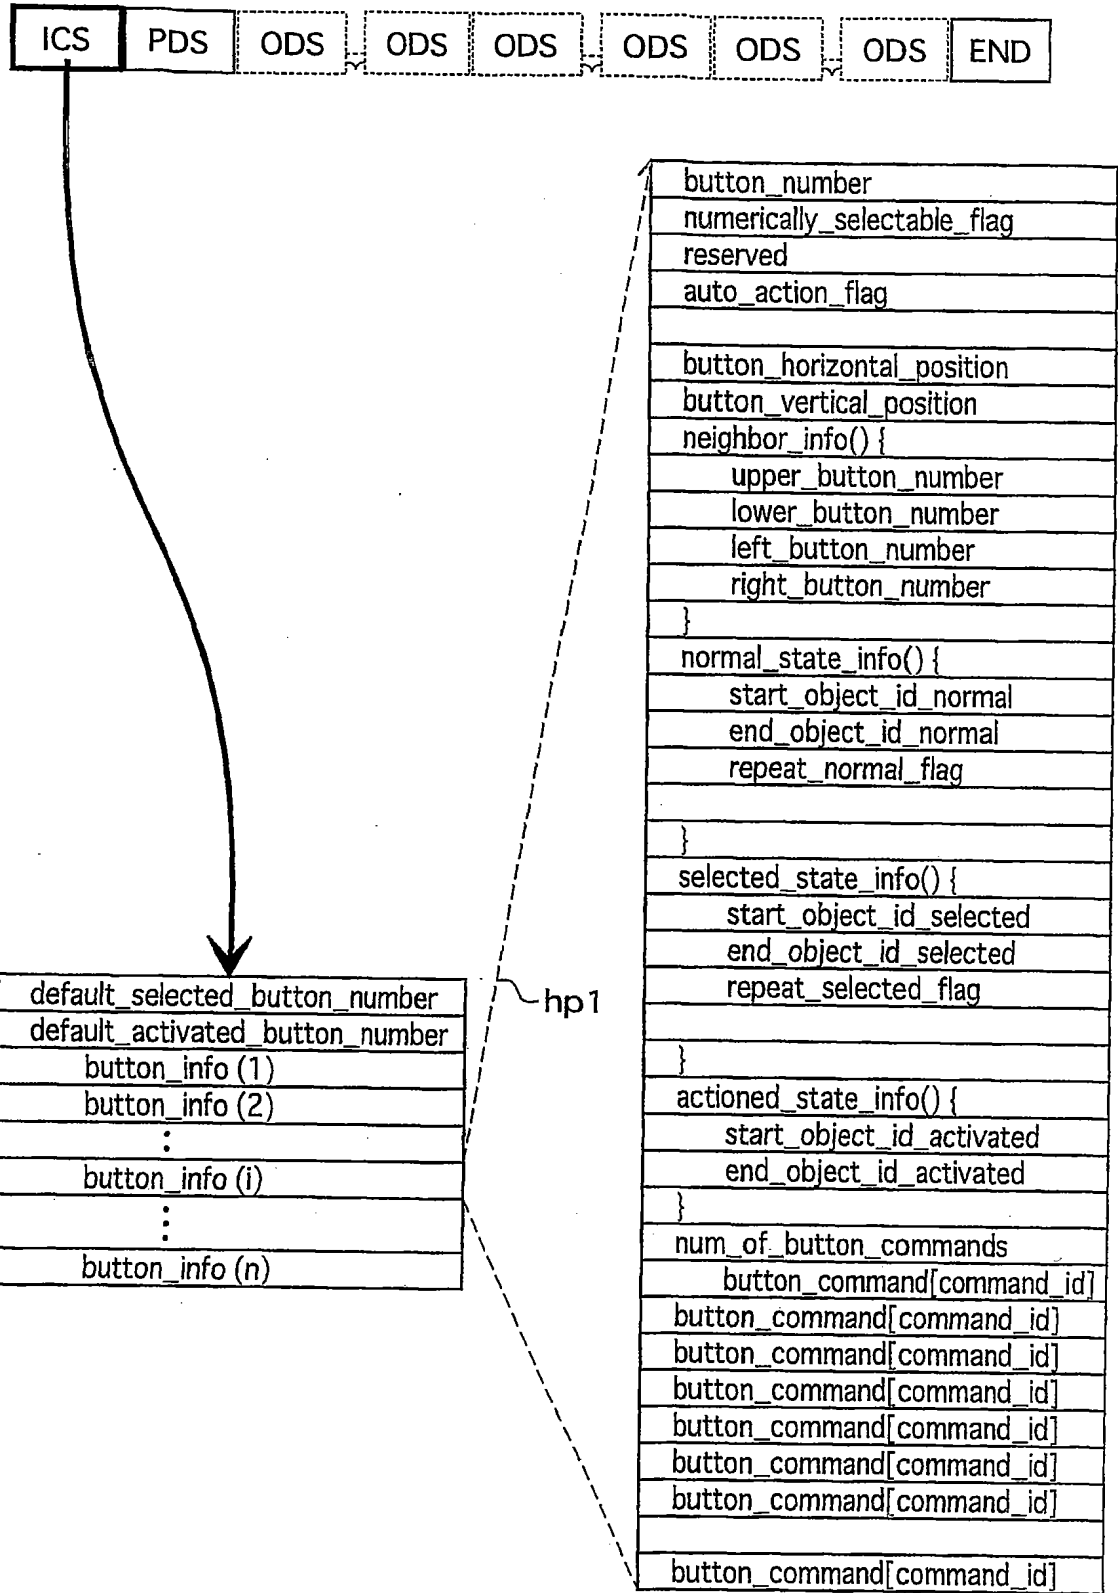 ICS PDS ODS ODS ODS ODS ODS ODS END
button_number
numerically_selectable_flag
reserved
auto_action_flag
button_horizontal_position
button_vertical_position
neighbor_info() {
upper_button_number
lower_button_number
left_button_number
right_button_number
}
normal_state_info() {
start_object_id_normal
end_object_id_normal
repeat_normal_flag
}
selected_state_info() {
start_object_id_selected
end_object_id_selected
repeat_selected_flag
}
actioned_state_info() {
start_object_id_activated
end_object_id_activated
}
num_of_button_commands
button_command[command_id]
button_command[command_id]
button_command[command_id]
button_command[command_id]
button_command[command_id]
button_command[command_id]
button_command[command_id]
button_command[command_id]
hp1
default_selected_button_number
default_activated_button_number
button_info (1)
button_info (2)
⋮
button_info (i)
⋮
button_info (n)